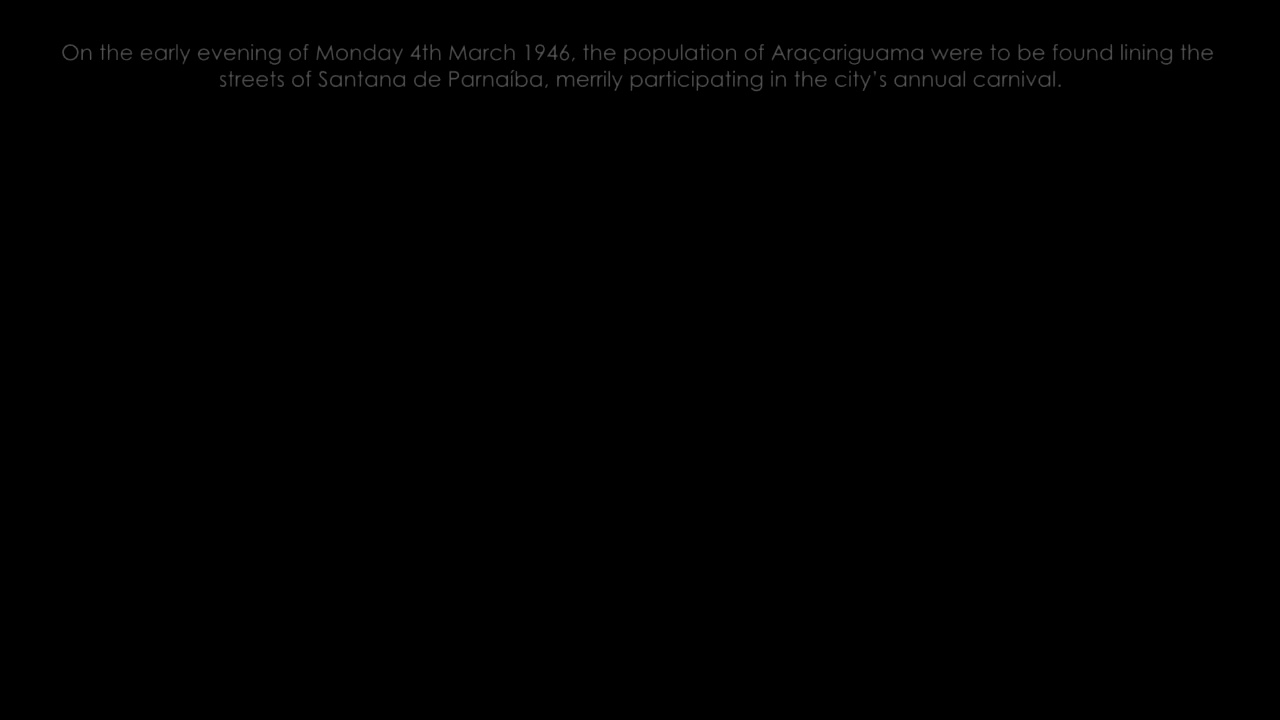 On the early evening of Monday 4th March 1946, the population of Araçariguama were to be found lining the
streets of Santana de Parnaíba, merrily participating in the city’s annual carnival.